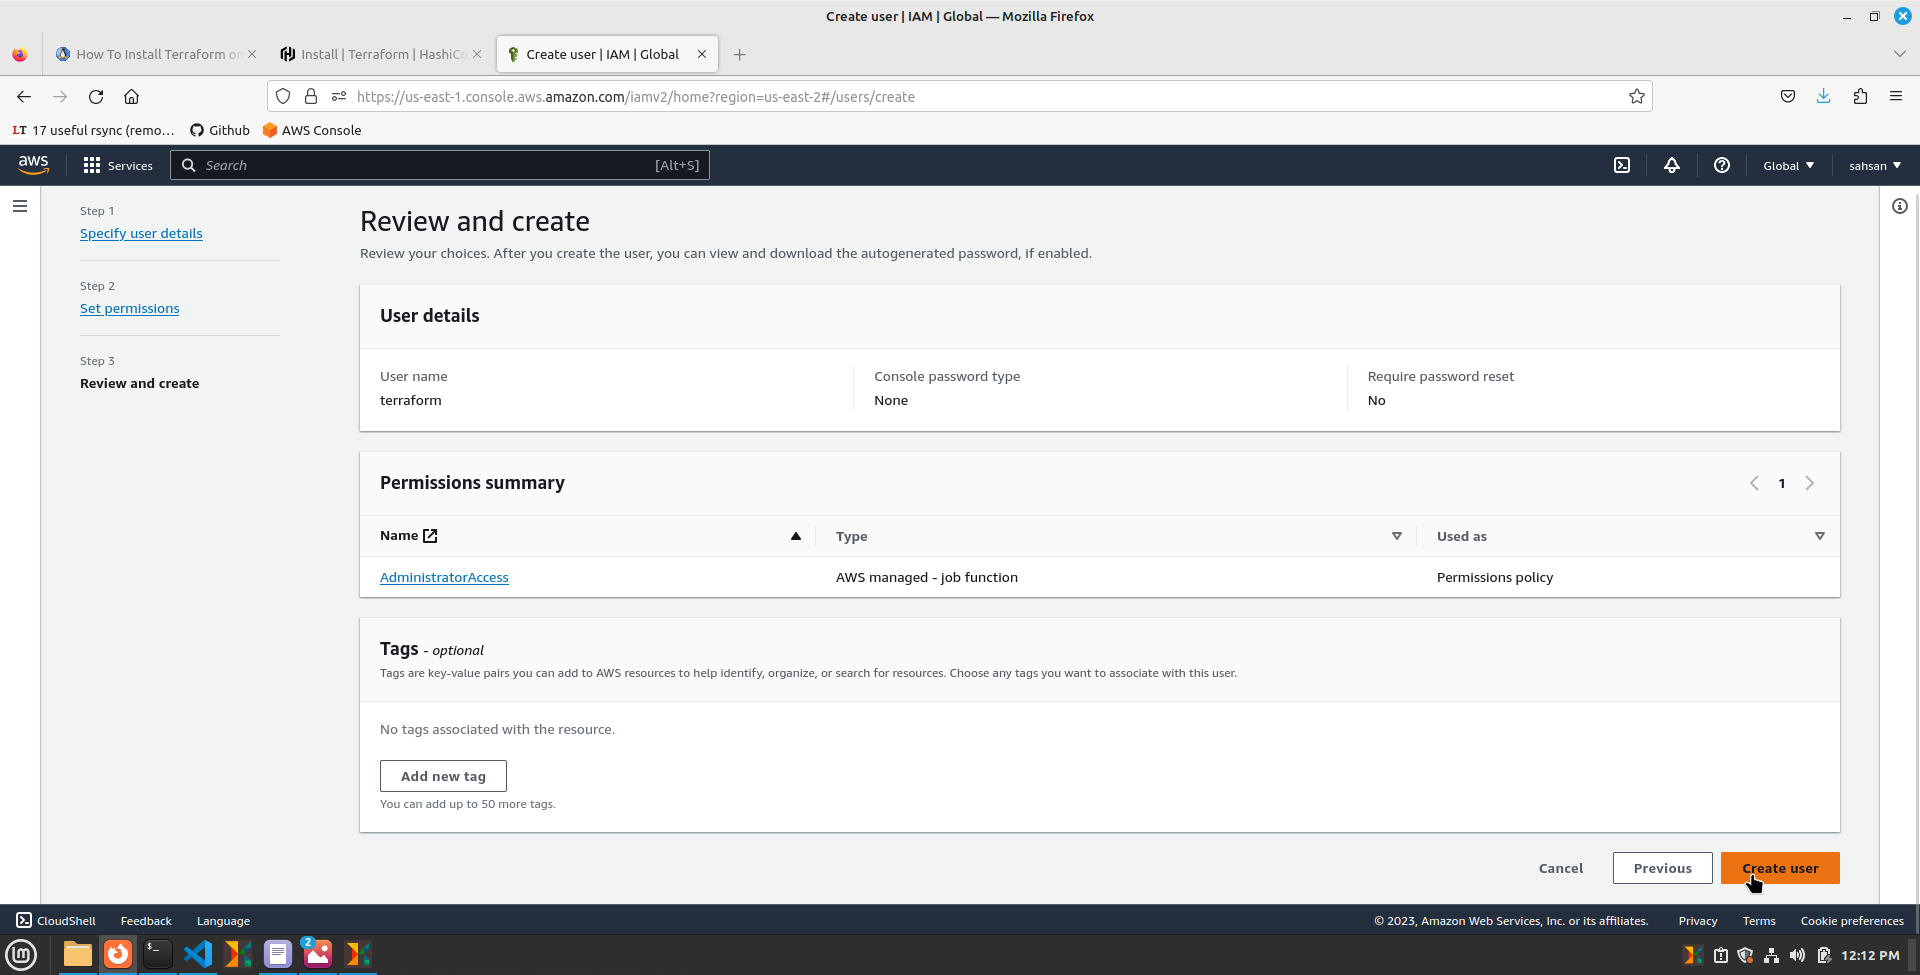 Create user | IAM | Global — Mozilla Firefox
How To Install Terraform on
Install | Terraform | HashiCo
Create user | IAM | Global
https://us-east-1.console.aws.amazon.com/iamv2/home?region=us-east-2#/users/create
LT 17 useful rsync (remo...
Github
AWS Console
aws
Services
Search
[Alt+S]
Global
sahsan
Step 1
Specify user details
Step 2
Set permissions
Step 3
Review and create
Review and create
Review your choices. After you create the user, you can view and download the autogenerated password, if enabled.
User details
User name
terraform
Console password type
None
Require password reset
No
Permissions summary
1
Name
Type
Used as
AdministratorAccess
AWS managed - job function
Permissions policy
Tags - optional
Tags are key-value pairs you can add to AWS resources to help identify, organize, or search for resources. Choose any tags you want to associate with this user.
No tags associated with the resource.
Add new tag
You can add up to 50 more tags.
Cancel
Previous
Create user
CloudShell
Feedback
Language
© 2023, Amazon Web Services, Inc. or its affiliates.
Privacy
Terms
Cookie preferences
2
12:12 PM